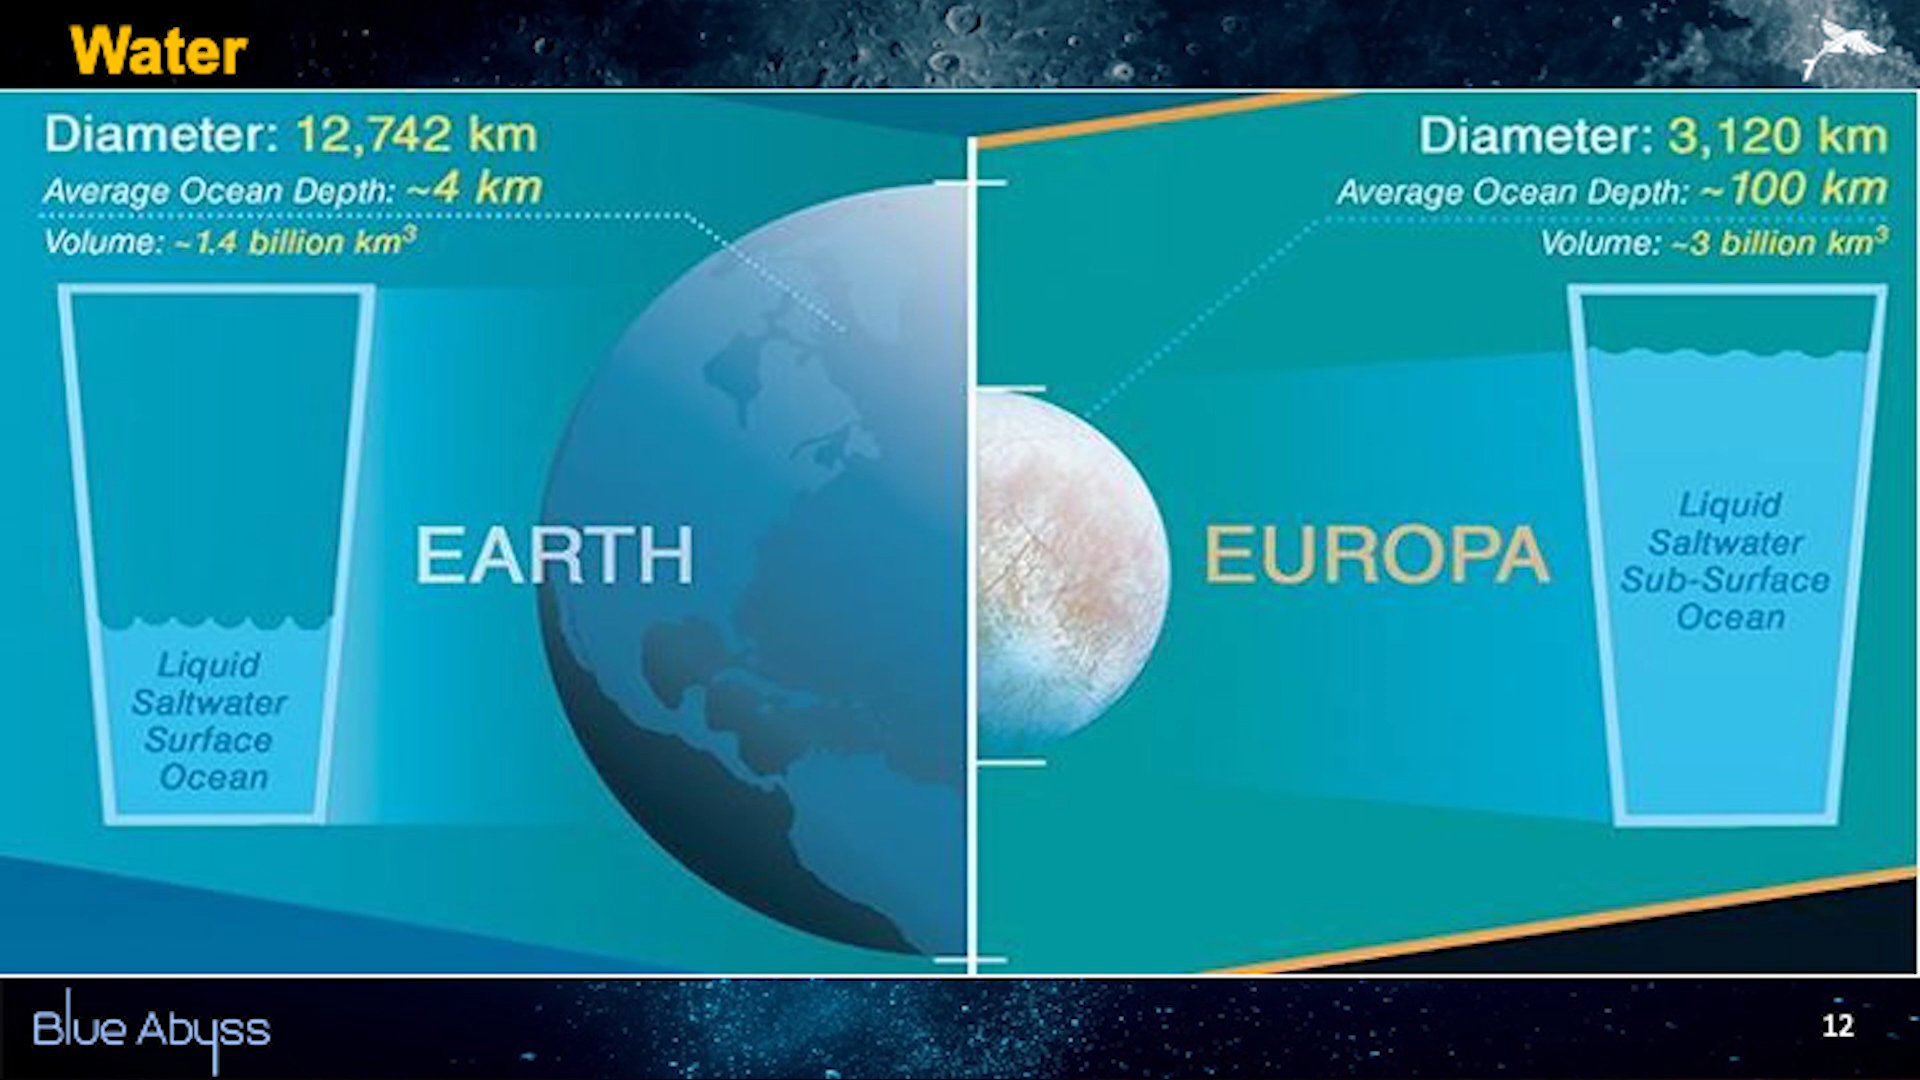 Water
Diameter: 12,742 km
Average Ocean Depth: ~4 km
Volume: ~1.4 billion km³
Liquid
Saltwater
Surface
Ocean
EARTH
Diameter: 3,120 km
Average Ocean Depth: ~100 km
Volume: ~3 billion km³
EUROPA
Liquid
Saltwater
Sub-Surface
Ocean
Blue Abyss
12